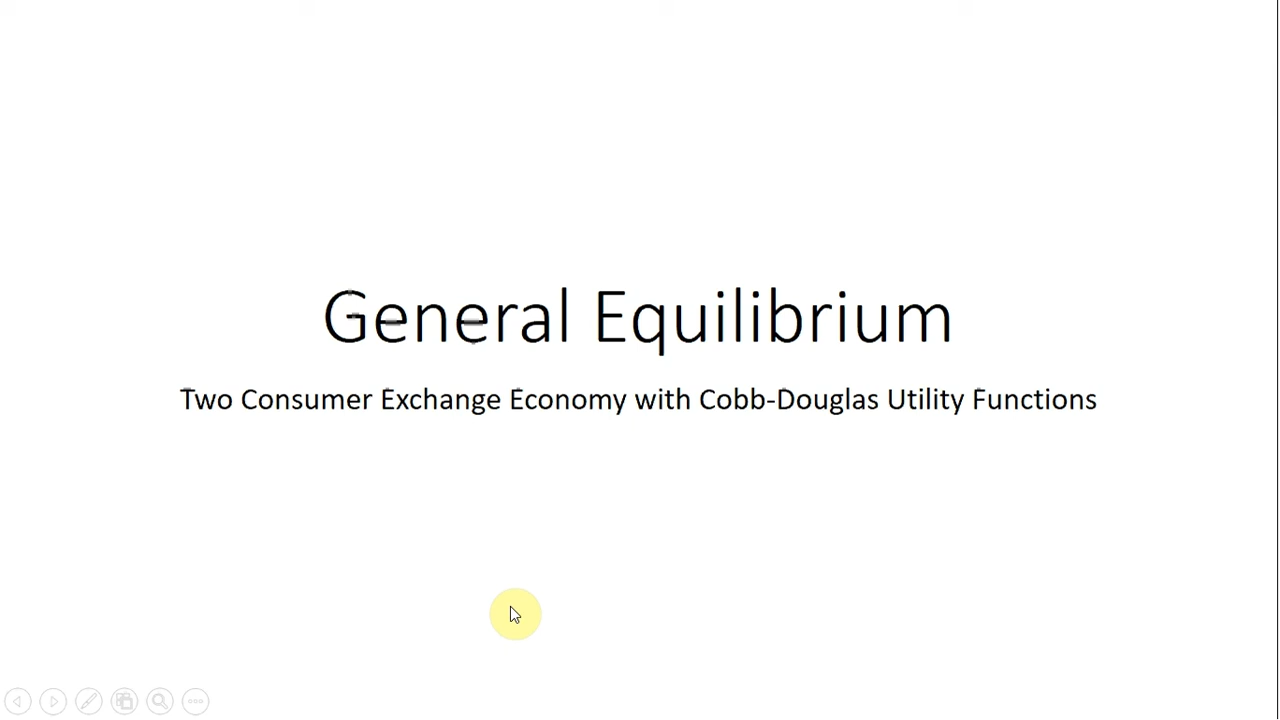 General Equilibrium
Two Consumer Exchange Economy with Cobb-Douglas Utility Functions